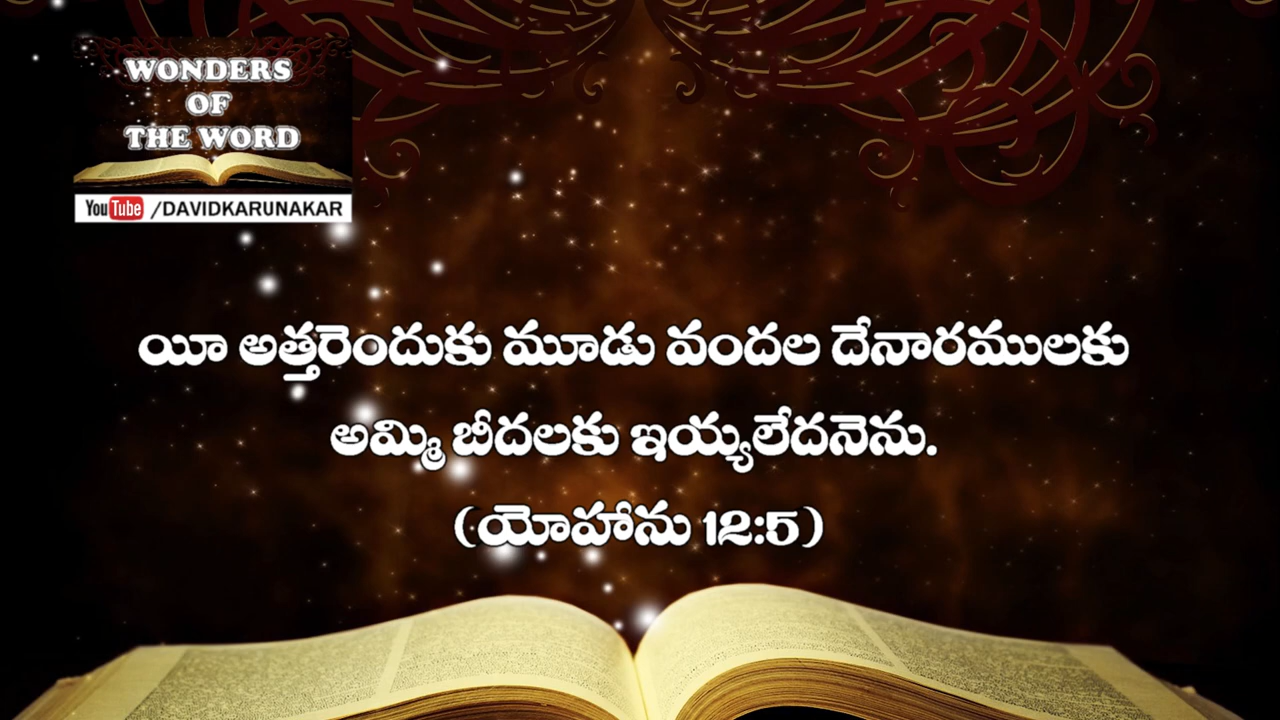 WONDERS
OF
THE WORD
YouTube /DAVIDKARUNAKAR
యీ అత్తరెందుకు మూడు వందల దేనారములకు
అమ్మి బీదలకు ఇయ్యలేదనెను.
(యోహాను 12:5)